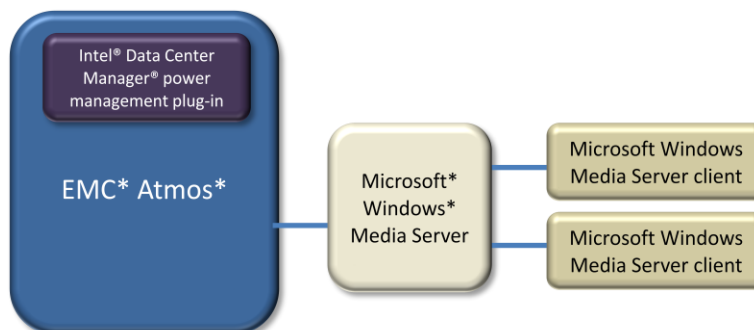 Intel® Data Center
Manager® power
management plug-in
EMC* Atmos*
Microsoft*
Windows*
Media Server
Microsoft Windows
Media Server client
Microsoft Windows
Media Server client